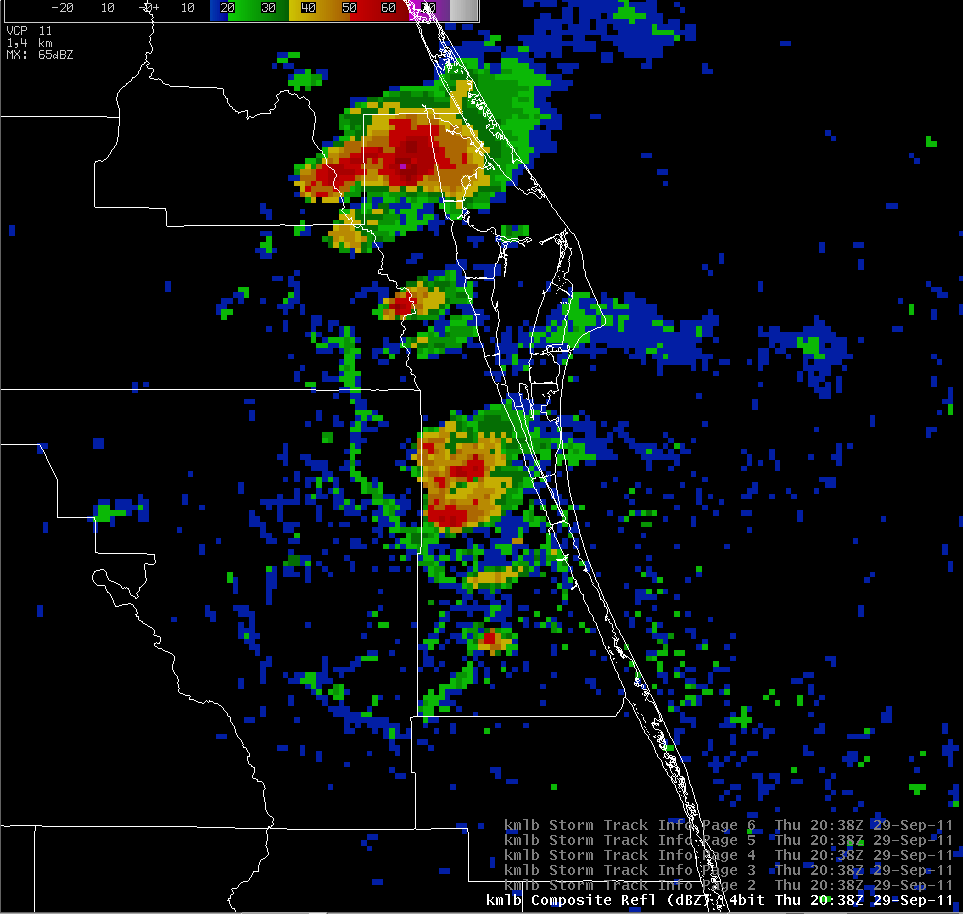 -20 10 -3+ 10 20 30 40 50 60 70
VCP 11
1,4 km
MX: 65dBZ
kmlb Storm Track Info Page 6 Thu 20:38Z 29-Sep-11
kmlb Storm Track Info Page 5 Thu 20:38Z 29-Sep-11
kmlb Storm Track Info Page 4 Thu 20:38Z 29-Sep-11
kmlb Storm Track Info Page 3 Thu 20:38Z 29-Sep-11
kmlb Storm Track Info Page 2 Thu 20:38Z 29-Sep-11
kmlb Composite Refl (dBZ) 4bit Thu 20:38Z 29-Sep-11